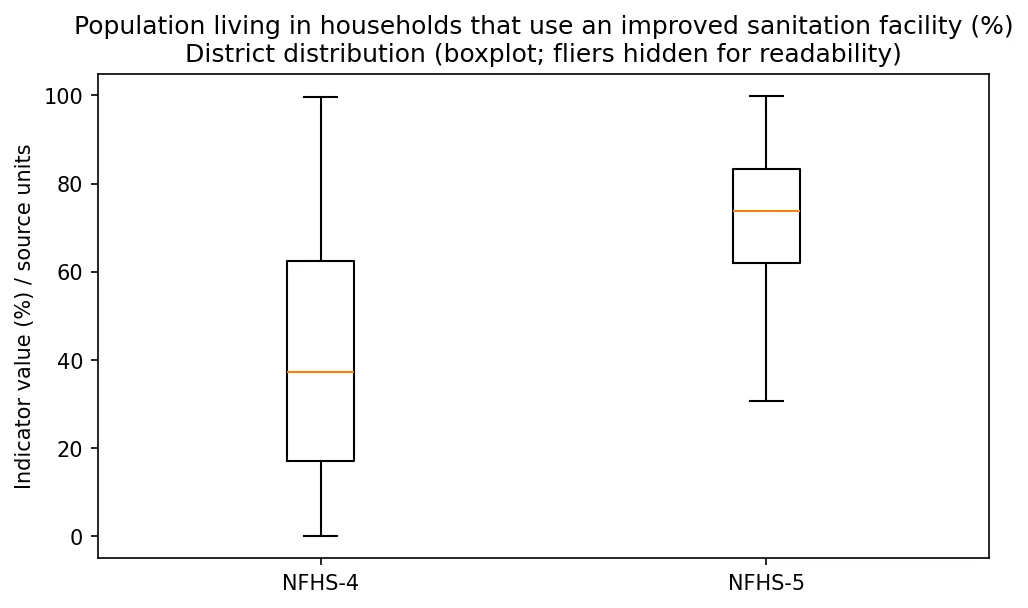 Population living in households that use an improved sanitation facility (%)
District distribution (boxplot; fliers hidden for readability)
Indicator value (%) / source units
100
80
60
40
20
0
NFHS-4
NFHS-5